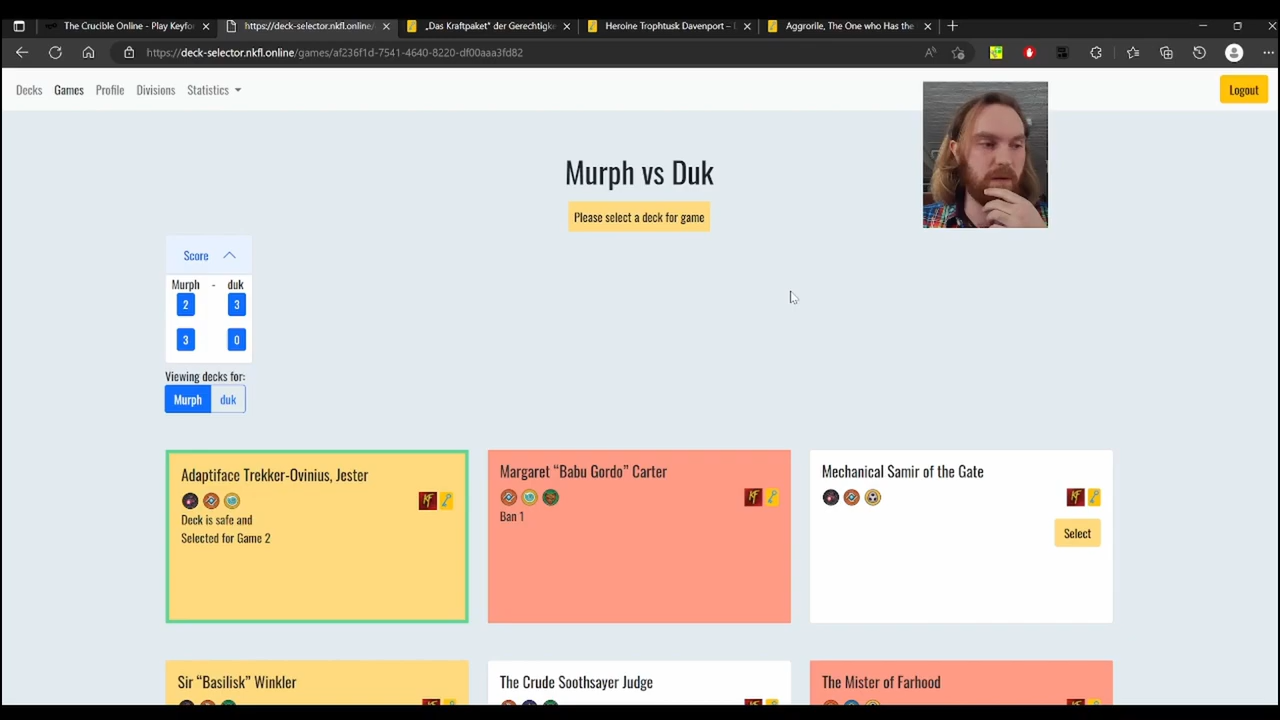 The Crucible Online - Play Keyfor
https://deck-selector.nkfl.online/
„Das Kraftpaket“ der Gerechtigke
Heroine Trophtusk Davenport –
Aggrorile, The One who Has the
https://deck-selector.nkfl.online/games/af236f1d-7541-4640-8220-df00aaa3fd82
Decks Games Profile Divisions Statistics Logout
Murph vs Duk
Please select a deck for game
Score
Murph - duk
2 3
3 0
Viewing decks for:
Murph duk
Adaptiface Trekker-Ovinius, Jester
Deck is safe and
Selected for Game 2
Margaret “Babu Gordo” Carter
Ban 1
Mechanical Samir of the Gate
Select
Sir “Basilisk” Winkler
The Crude Soothsayer Judge
The Mister of Farhood